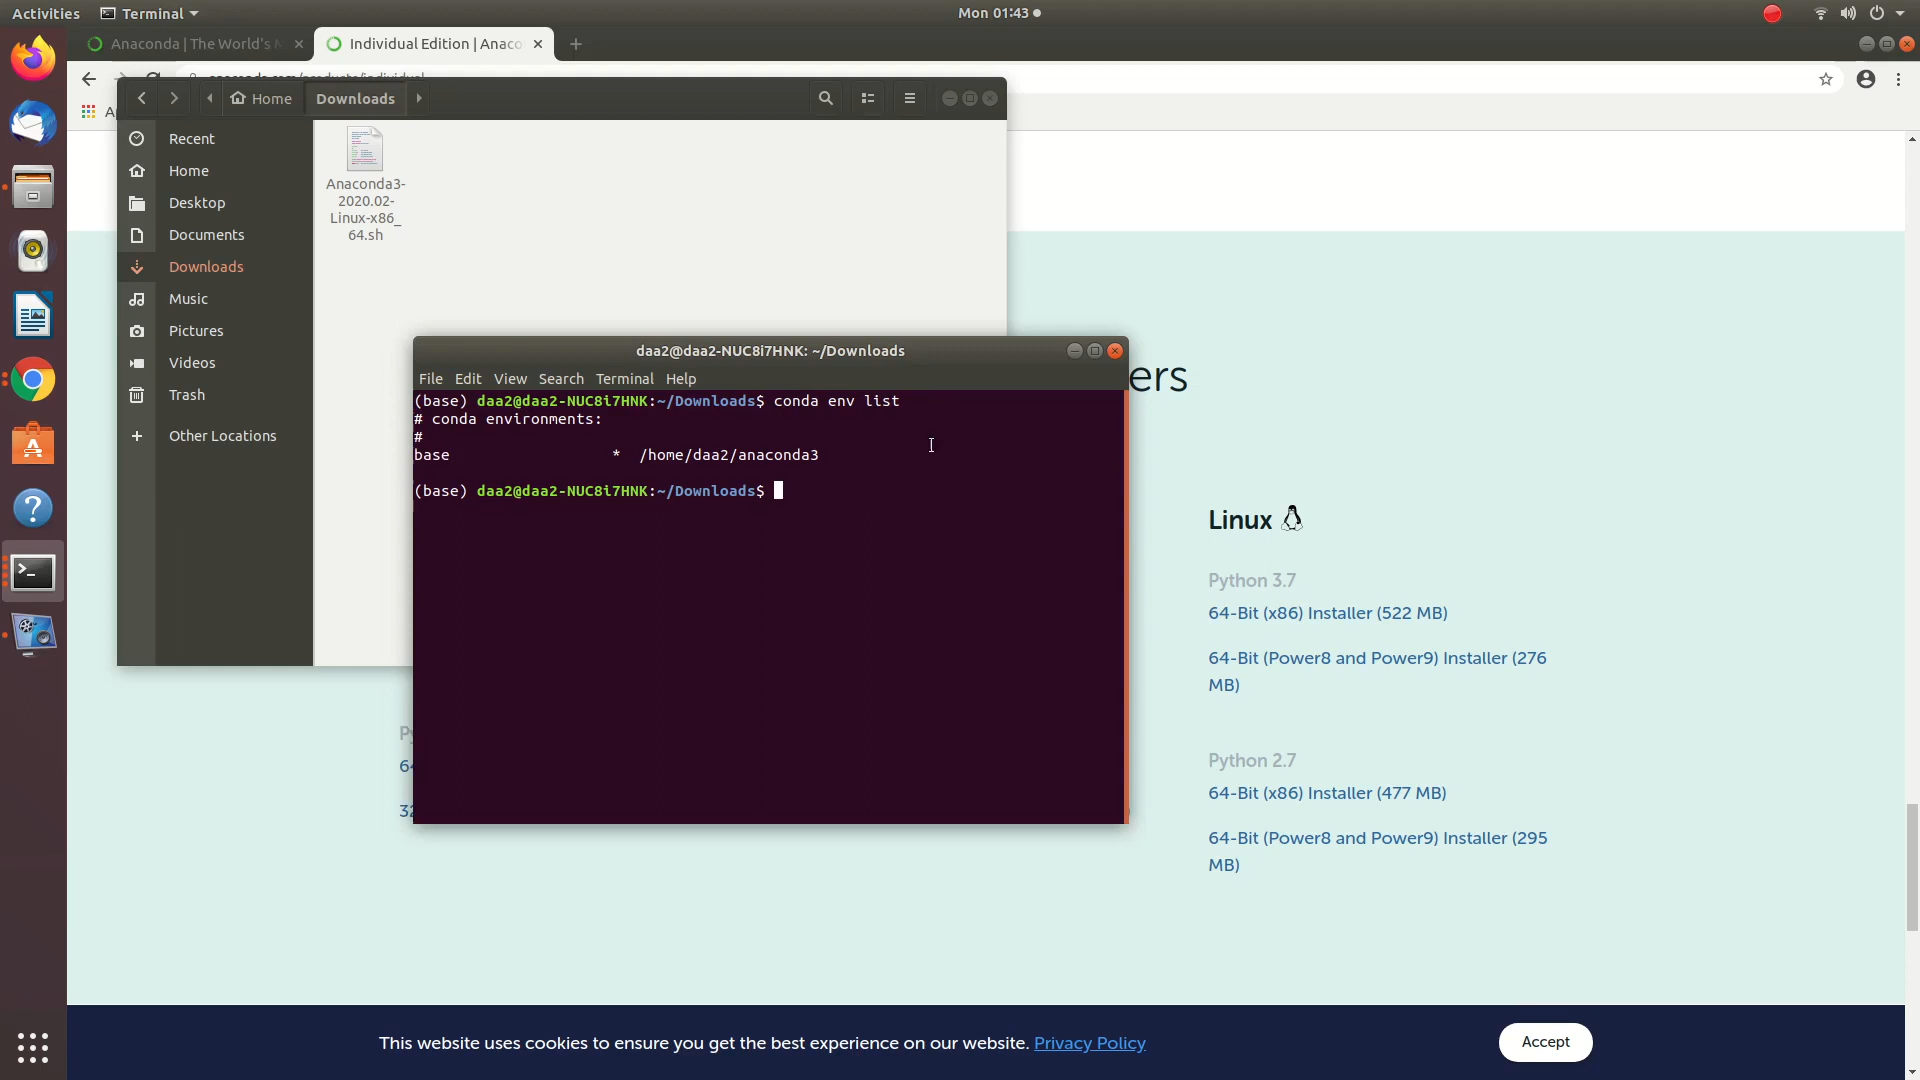 Activities
Terminal
Mon 01:43
Anaconda | The World's
Individual Edition | Anaco
Home
Downloads
Recent
Home
Desktop
Documents
Downloads
Music
Pictures
Videos
Trash
Other Locations
Anaconda3-
2020.02-
Linux-x86_
64.sh
daa2@daa2-NUC8i7HNK: ~/Downloads
File Edit View Search Terminal Help
(base) daa2@daa2-NUC8i7HNK:~/Downloads$ conda env list
# conda environments:
#
base * /home/daa2/anaconda3
(base) daa2@daa2-NUC8i7HNK:~/Downloads$
ers
Linux
Python 3.7
64-Bit (x86) Installer (522 MB)
64-Bit (Power8 and Power9) Installer (276
MB)
Python 2.7
64-Bit (x86) Installer (477 MB)
64-Bit (Power8 and Power9) Installer (295
MB)
This website uses cookies to ensure you get the best experience on our website. Privacy Policy
Accept